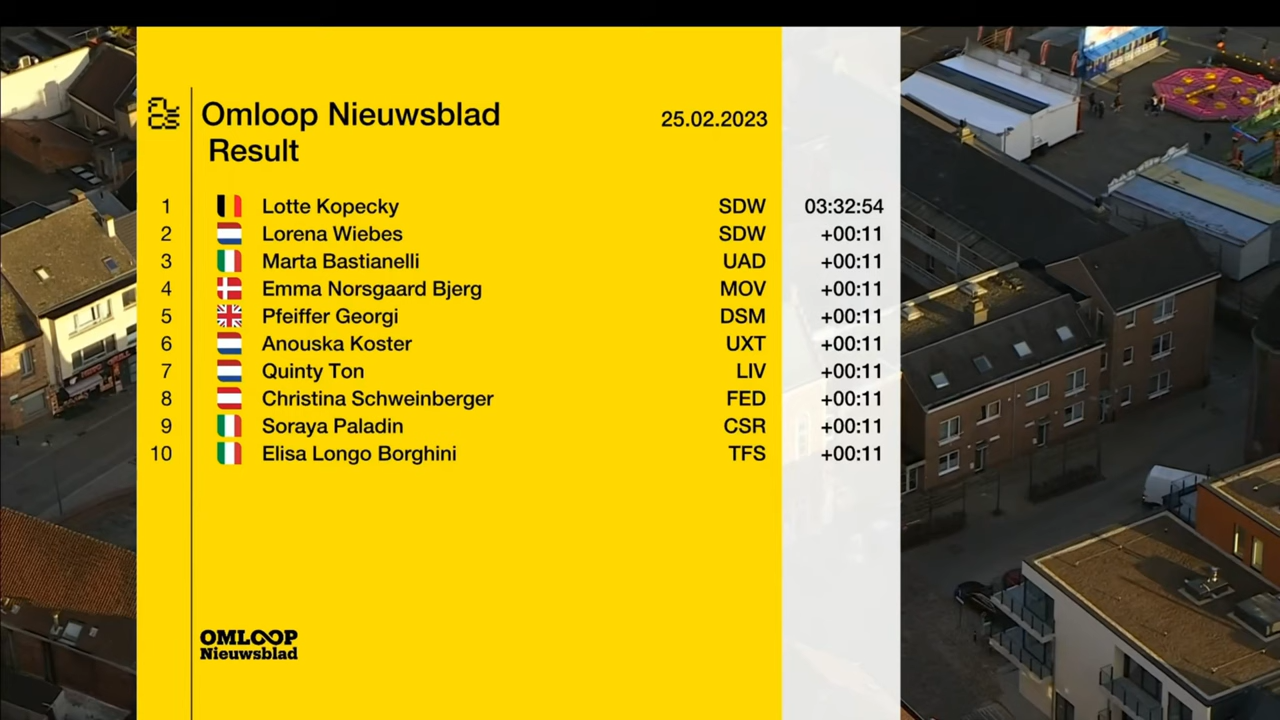 Omloop Nieuwsblad 25.02.2023
Result
1 Lotte Kopecky SDW 03:32:54
2 Lorena Wiebes SDW +00:11
3 Marta Bastianelli UAD +00:11
4 Emma Norsgaard Bjerg MOV +00:11
5 Pfeiffer Georgi DSM +00:11
6 Anouska Koster UXT +00:11
7 Quinty Ton LIV +00:11
8 Christina Schweinberger FED +00:11
9 Soraya Paladin CSR +00:11
10 Elisa Longo Borghini TFS +00:11
OMLOOP
Nieuwsblad